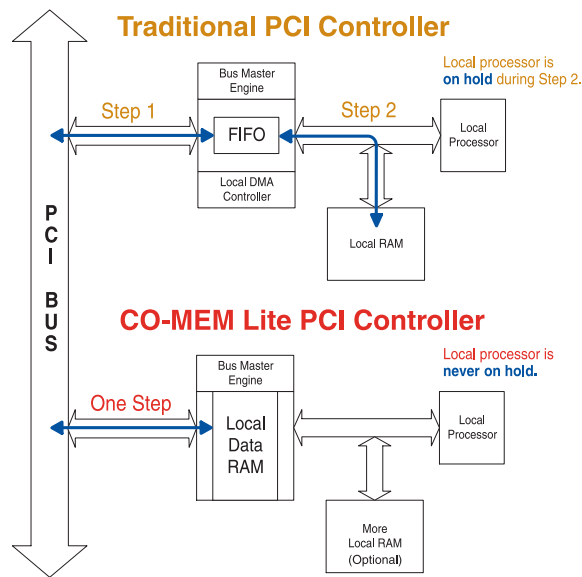 Traditional PCI Controller
Local processor is
on hold during Step 2.
Bus Master
Engine
Step 1
FIFO
Step 2
Local
Processor
Local DMA
Controller
Local RAM
PCI BUS
CO-MEM Lite PCI Controller
Local processor is
never on hold.
Bus Master
Engine
One Step
Local
Data
RAM
Local
Processor
More
Local RAM
(Optional)